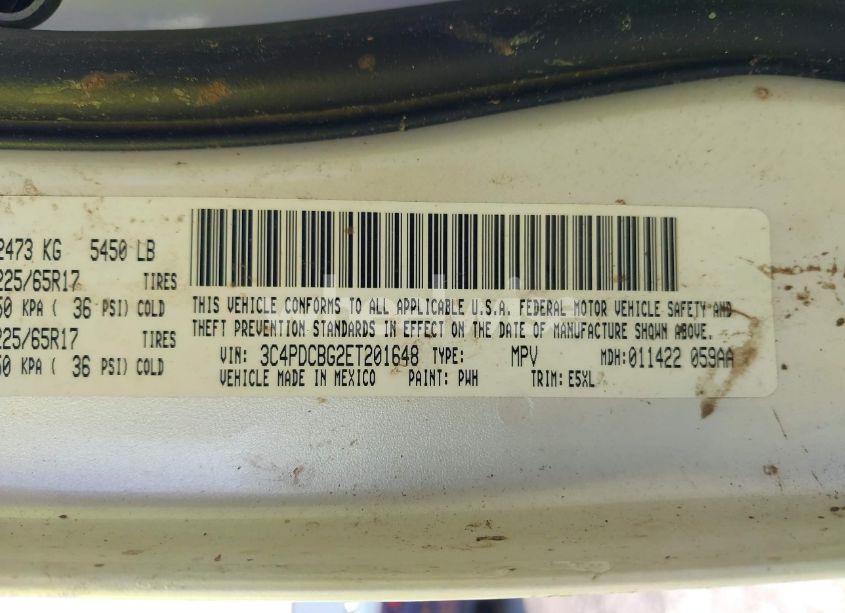 2473 KG 5450 LB
225/65R17 TIRES
50 KPA ( 36 PSI) COLD
225/65R17 TIRES
50 KPA ( 36 PSI) COLD
THIS VEHICLE CONFORMS TO ALL APPLICABLE U.S.A. FEDERAL MOTOR VEHICLE SAFETY AND
THEFT PREVENTION STANDARDS IN EFFECT ON THE DATE OF MANUFACTURE SHOWN ABOVE.
VIN: 3C4PDCBG2ET201648 TYPE: MPV MDH: 011422 059AA
VEHICLE MADE IN MEXICO PAINT: PWH TRIM: E5XL